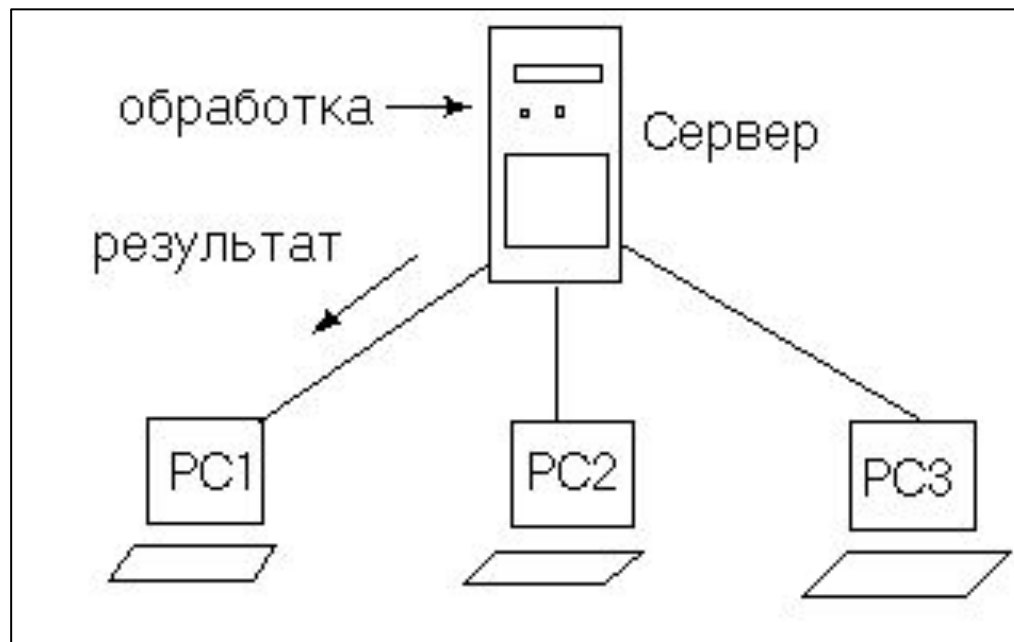 обработка
Сервер
результат
PC1
PC2
PC3